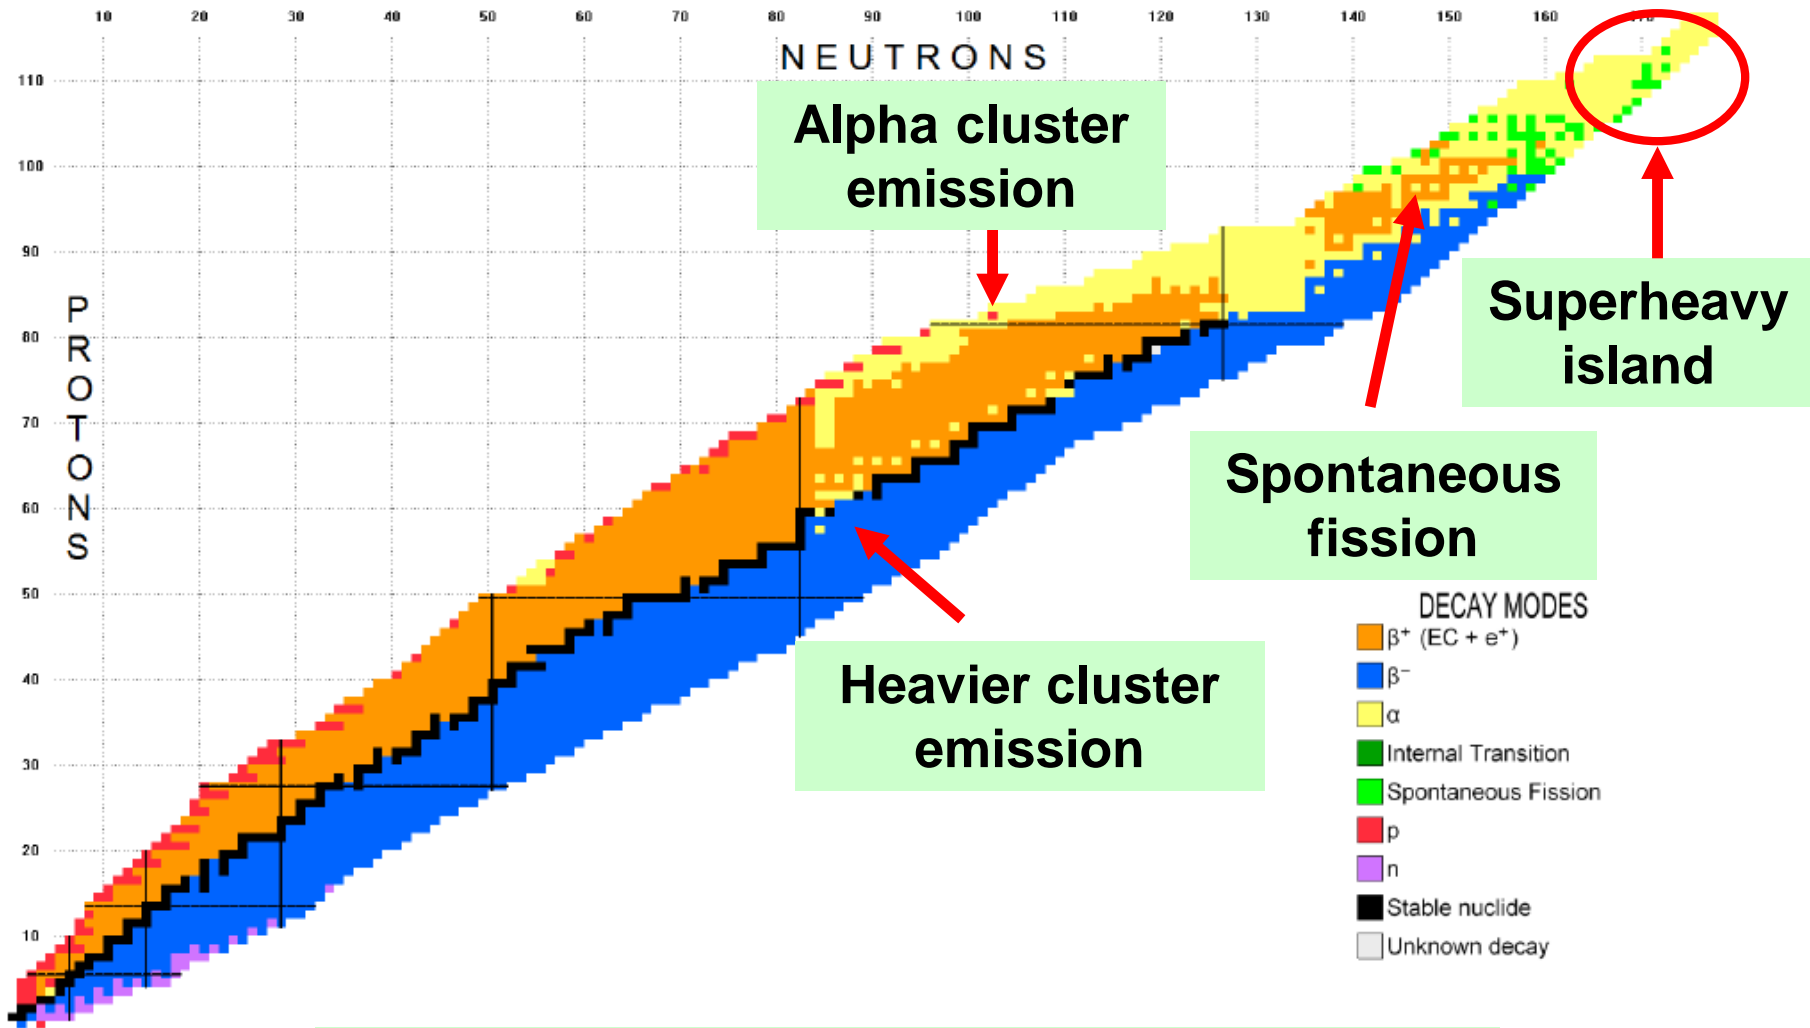 10 20 30 40 50 60 70 80 90 100 110 120 130 140 150 160 170
NEUTRONS
110
100
90
80
70
60
50
40
30
20
10
PROTONS
Alpha cluster
emission
Superheavy
island
Spontaneous
fission
Heavier cluster
emission
DECAY MODES
β⁺ (EC + e⁺)
β⁻
α
Internal Transition
Spontaneous Fission
p
n
Stable nuclide
Unknown decay